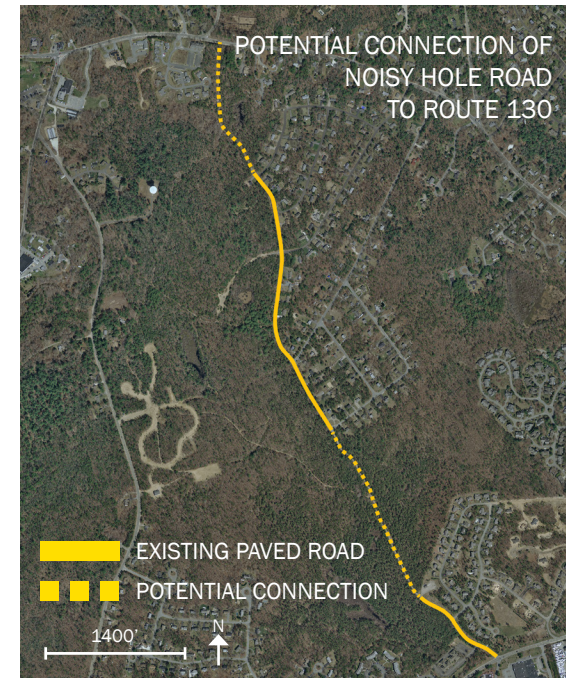 POTENTIAL CONNECTION OF
NOISY HOLE ROAD
TO ROUTE 130
EXISTING PAVED ROAD
POTENTIAL CONNECTION
1400’
N